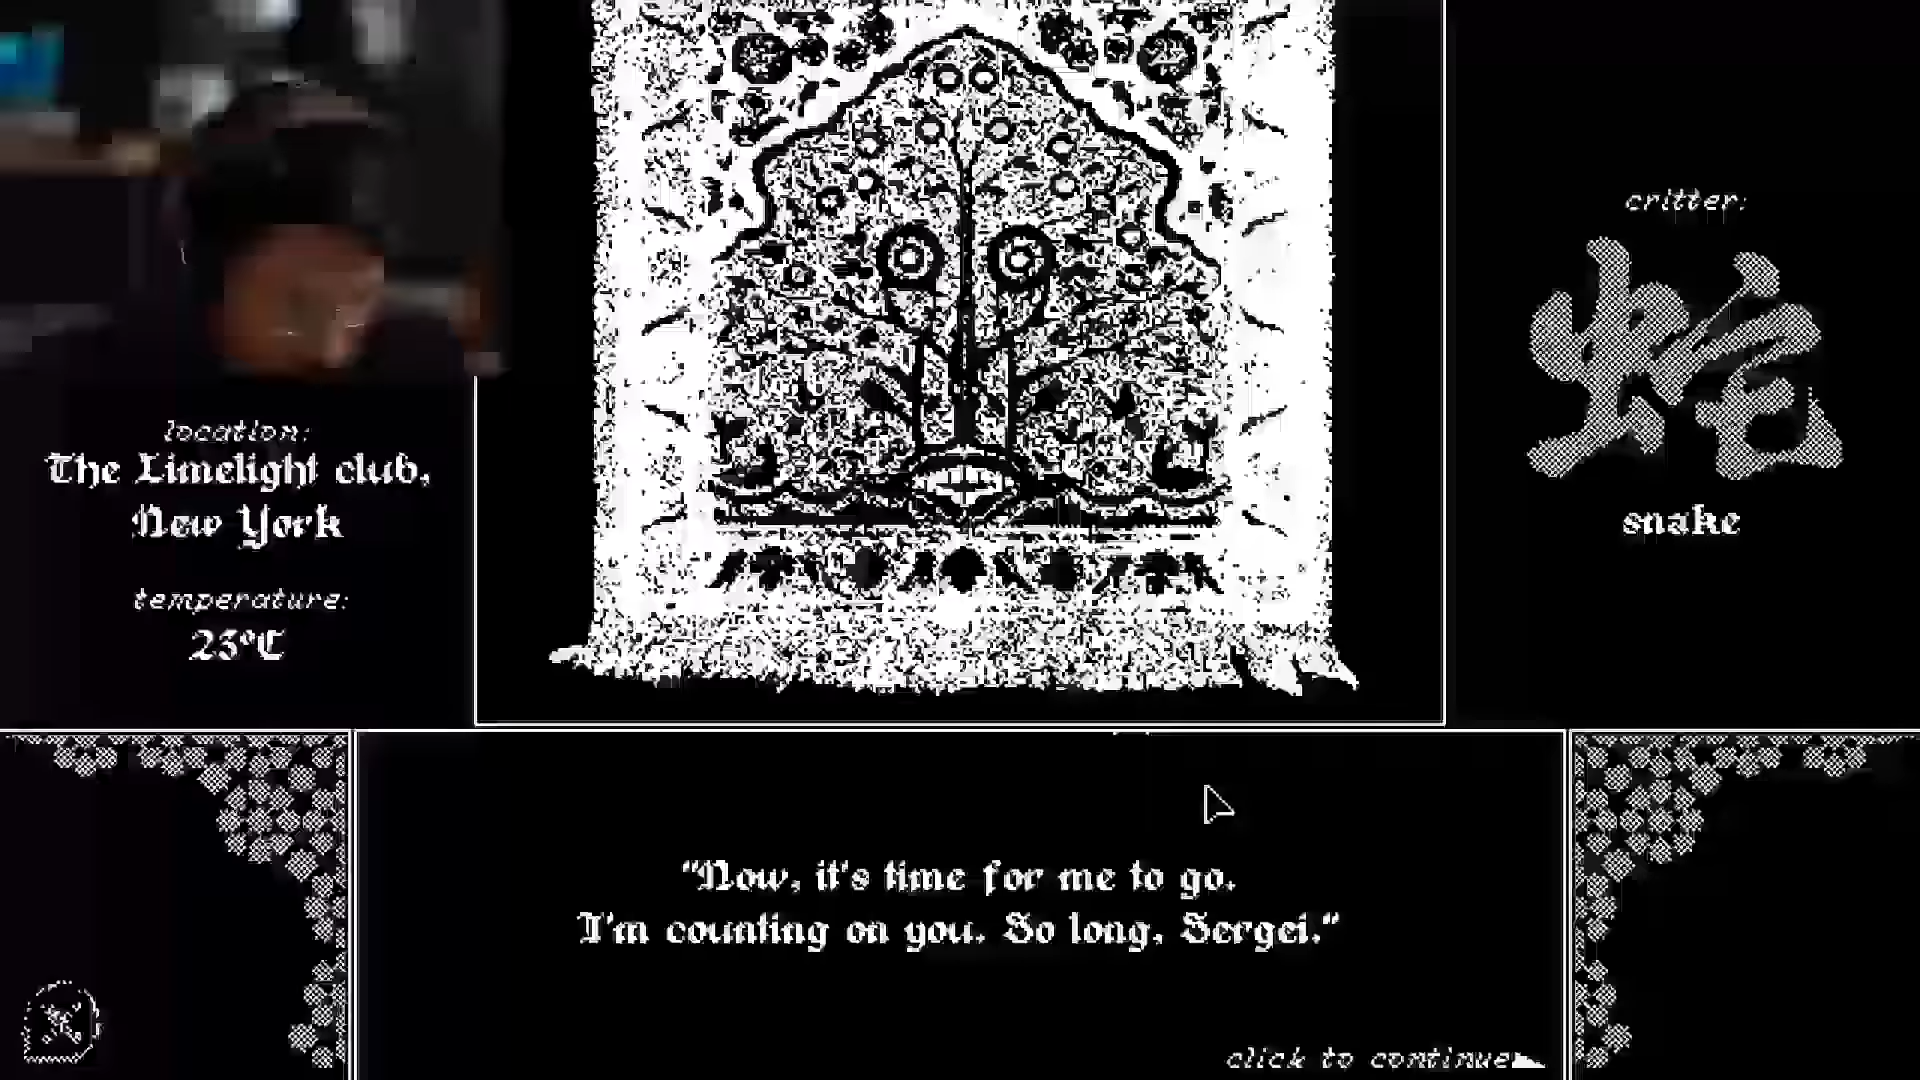 location:
The Limelight club,
New York
temperature:
23°C
critter:
蛇
snake
"Now, it's time for me to go.
I'm counting on you. So long, Sergei."
click to continue